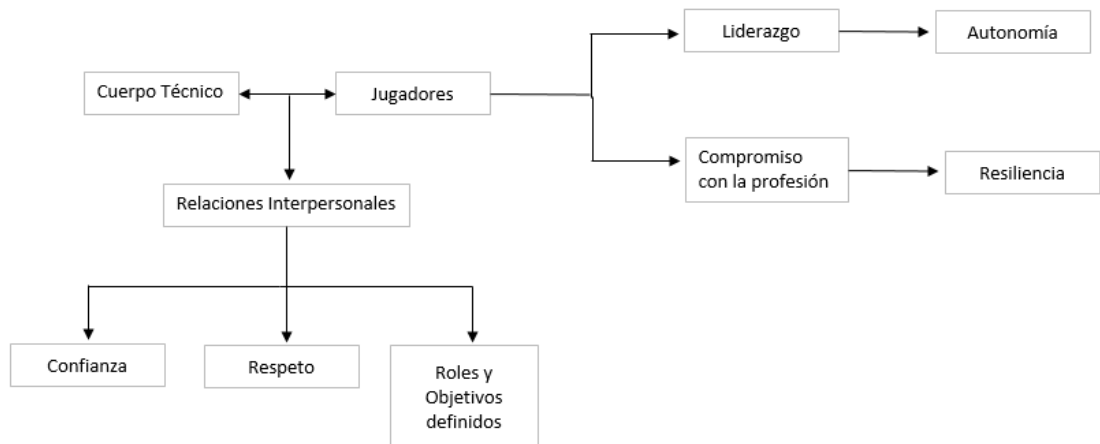 Liderazgo
Autonomía
Cuerpo Técnico
Jugadores
Compromiso
con la profesión
Resiliencia
Relaciones Interpersonales
Confianza
Respeto
Roles y
Objetivos
definidos